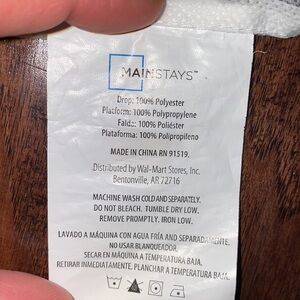 MAINSTAYS™
Drop: 100% Polyester
Platform: 100% Polypropylene
Falda: 100% Poliéster
Plataforma: 100% Polipropileno
MADE IN CHINA RN 91519.
Distributed by Wal-Mart Stores, Inc.
Bentonville, AR 72716
MACHINE WASH COLD AND SEPARATELY.
DO NOT BLEACH. TUMBLE DRY LOW.
REMOVE PROMPTLY. IRON LOW.
LAVADO A MÁQUINA CON AGUA FRÍA AND SEPARADAMENTE.
NO USAR BLANQUEADOR.
SECAR EN MÁQUINA A TEMPERATURA BAJA.
RETIRAR INMEDIATAMENTE. PLANCHAR A TEMPERATURA BAJA.